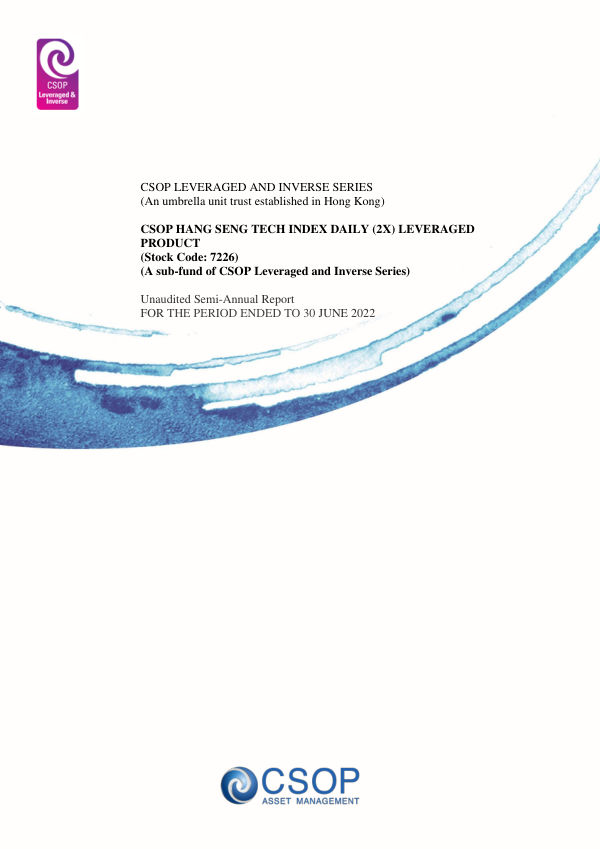 CSOP
Leveraged &
Inverse
CSOP LEVERAGED AND INVERSE SERIES
(An umbrella unit trust established in Hong Kong)
CSOP HANG SENG TECH INDEX DAILY (2X) LEVERAGED
PRODUCT
(Stock Code: 7226)
(A sub-fund of CSOP Leveraged and Inverse Series)
Unaudited Semi-Annual Report
FOR THE PERIOD ENDED TO 30 JUNE 2022
CSOP
ASSET MANAGEMENT